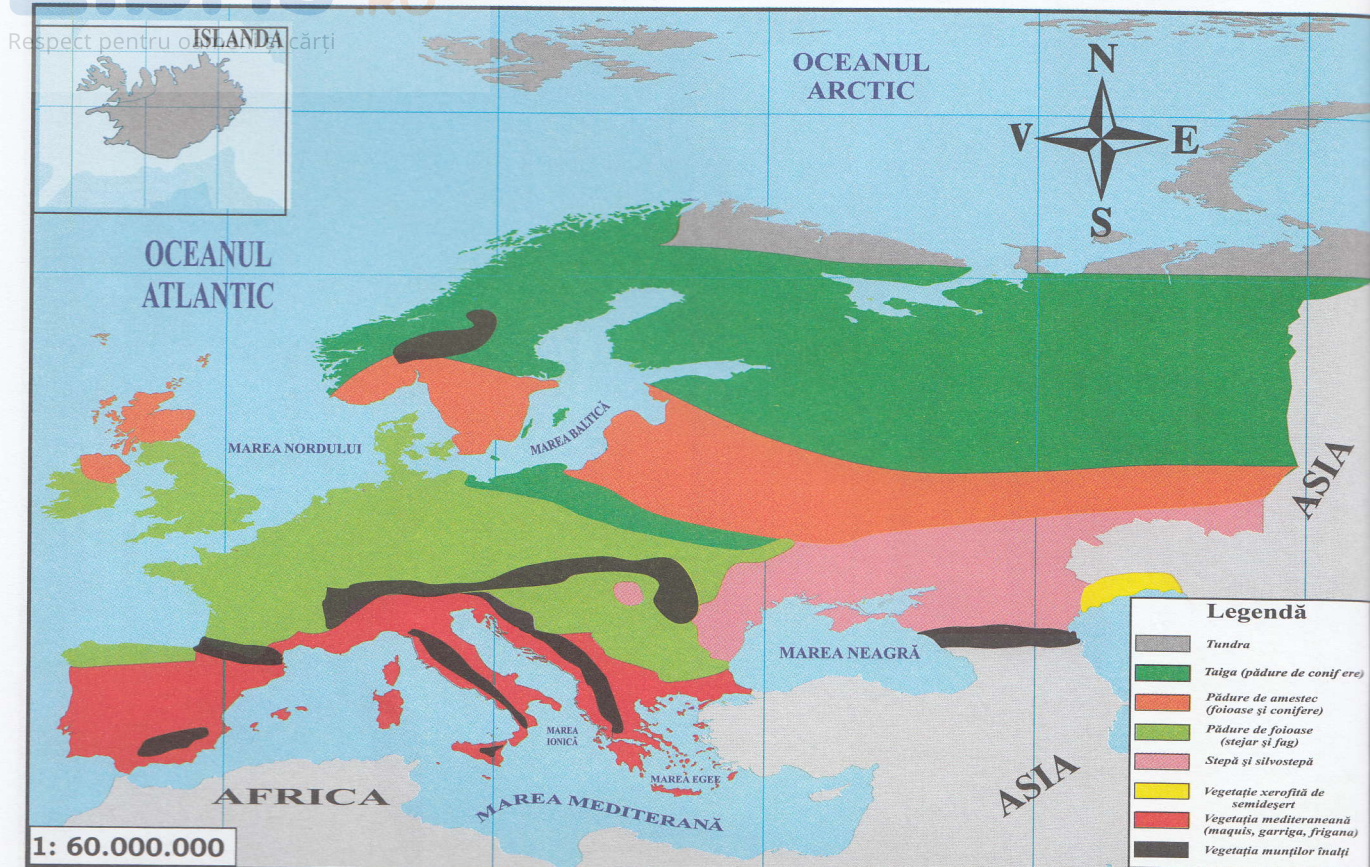 .RO
Respect pentru oameni și cărți
ISLANDA
OCEANUL
ARCTIC
N
V
E
S
OCEANUL
ATLANTIC
MAREA NORDULUI
MAREA BALTICĂ
ASIA
MAREA NEAGRĂ
MAREA
IONICĂ
MAREA EGEE
MAREA MEDITERANĂ
AFRICA
ASIA
1: 60.000.000
Legendă
Tundra
Taiga (pădure de conifere)
Pădure de amestec
(foioase și conifere)
Pădure de foioase
(stejar și fag)
Stepă și silvostepă
Vegetație xerofită de
semideșert
Vegetația mediteraneană
(maquis, garriga, frigana)
Vegetația munților înalți